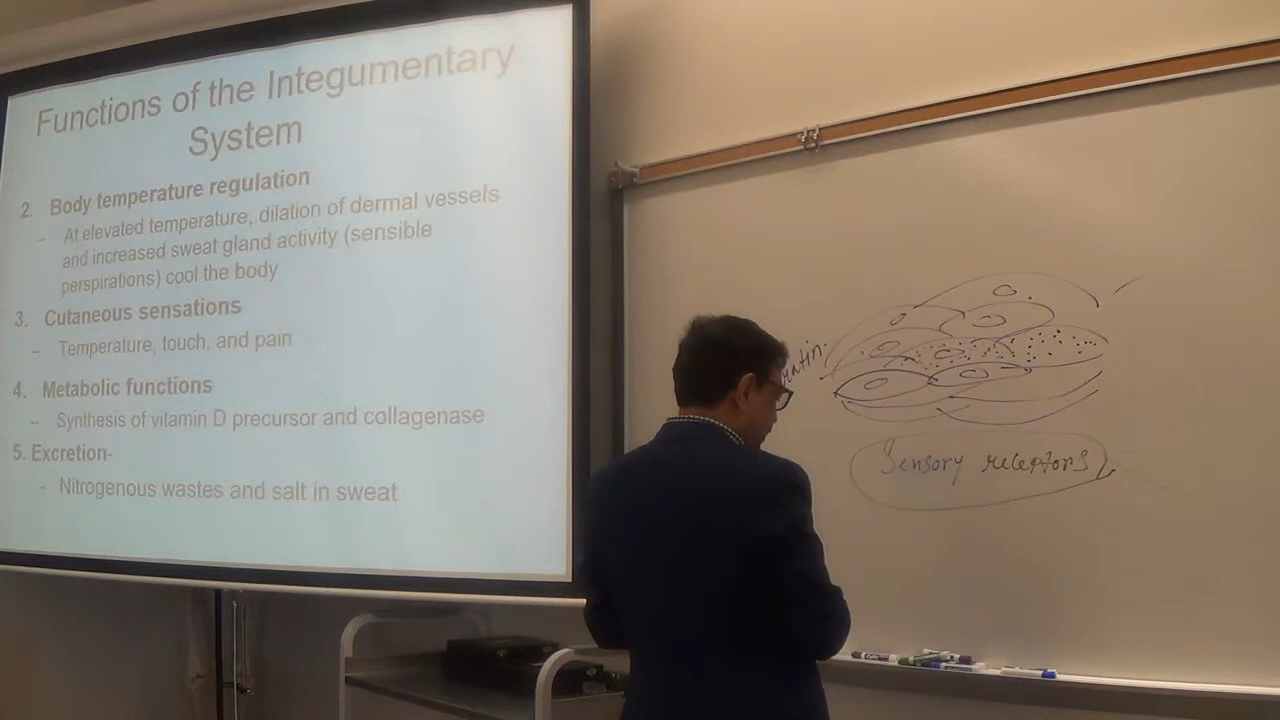 Functions of the Integumentary
System
2. Body temperature regulation
– At elevated temperature, dilation of dermal vessels
and increased sweat gland activity (sensible
perspirations) cool the body
3. Cutaneous sensations
– Temperature, touch, and pain
4. Metabolic functions
– Synthesis of vitamin D precursor and collagenase
5. Excretion-
- Nitrogenous wastes and salt in sweat
Sensory receptors